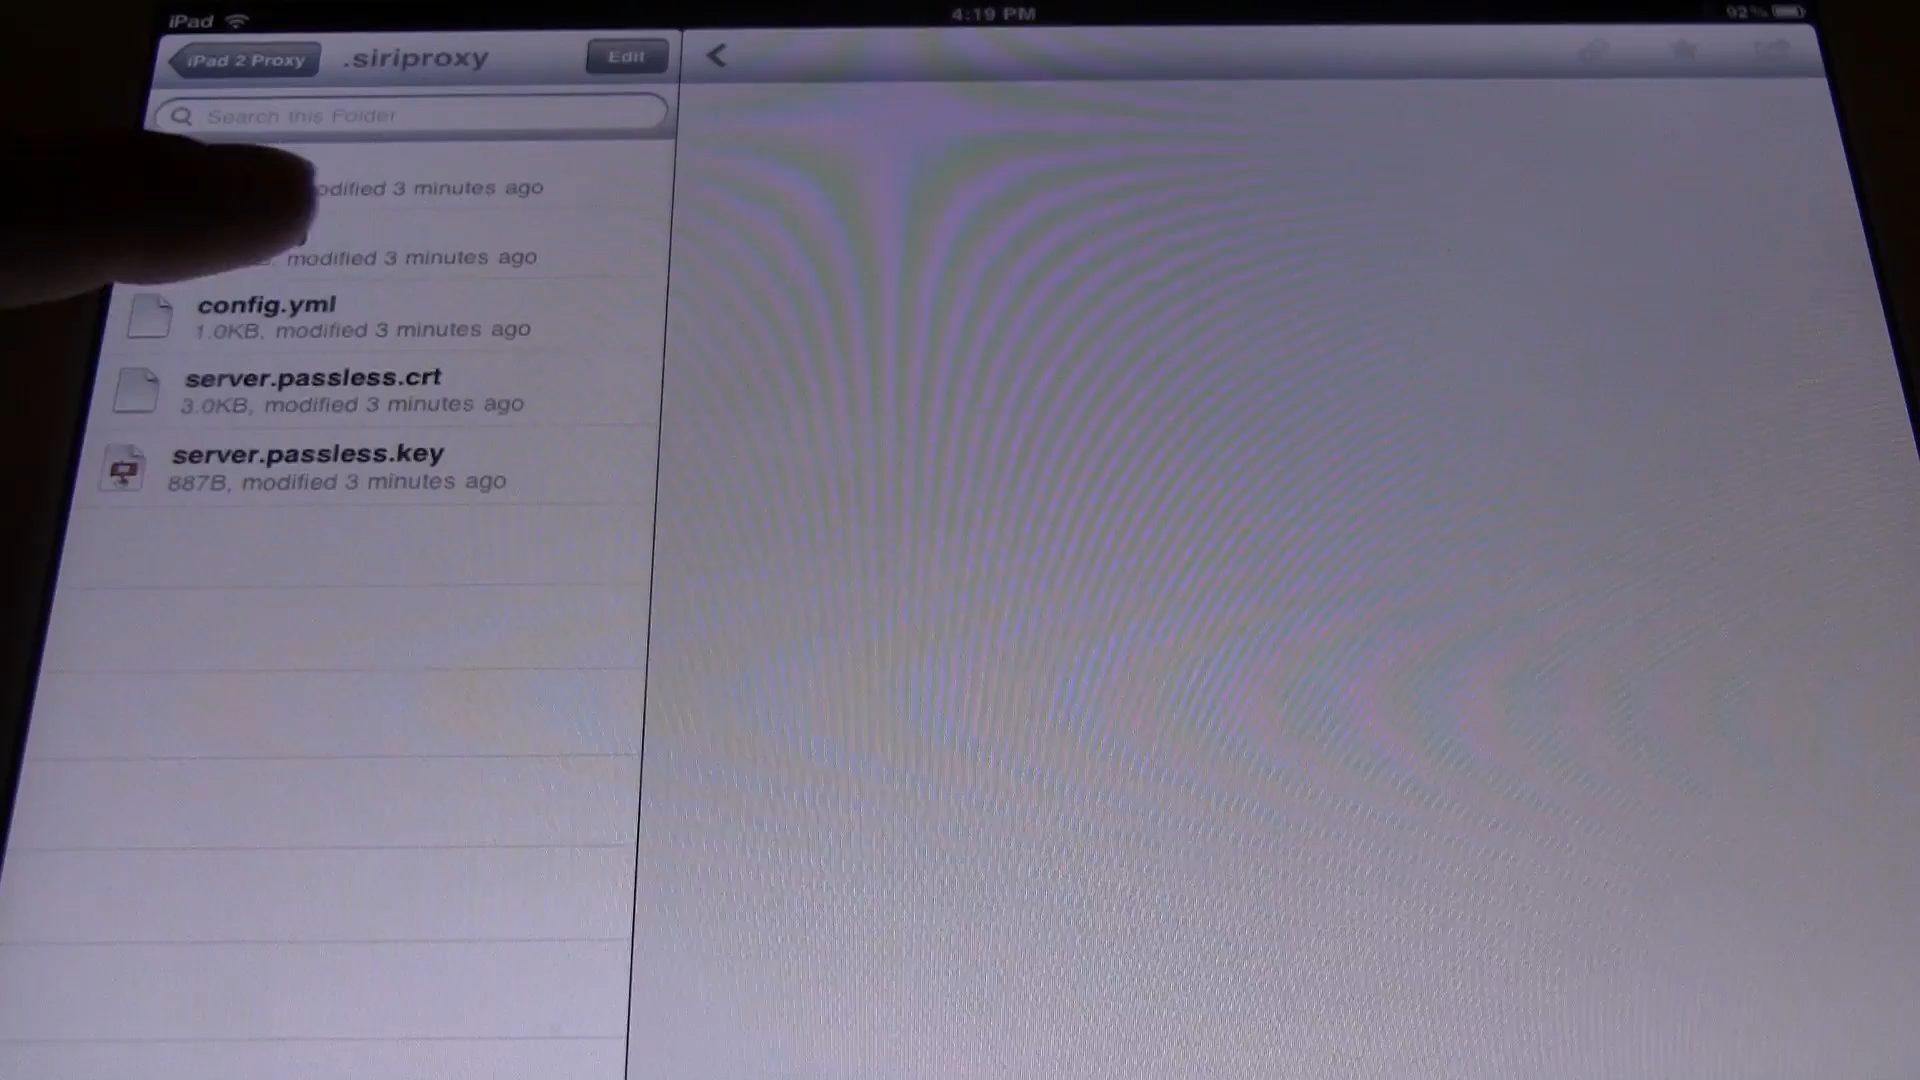 iPad
4:19 PM
92%
iPad 2 Proxy
.siriproxy
Edit
Search this Folder
odified 3 minutes ago
modified 3 minutes ago
config.yml
1.0KB, modified 3 minutes ago
server.passless.crt
3.0KB, modified 3 minutes ago
server.passless.key
887B, modified 3 minutes ago